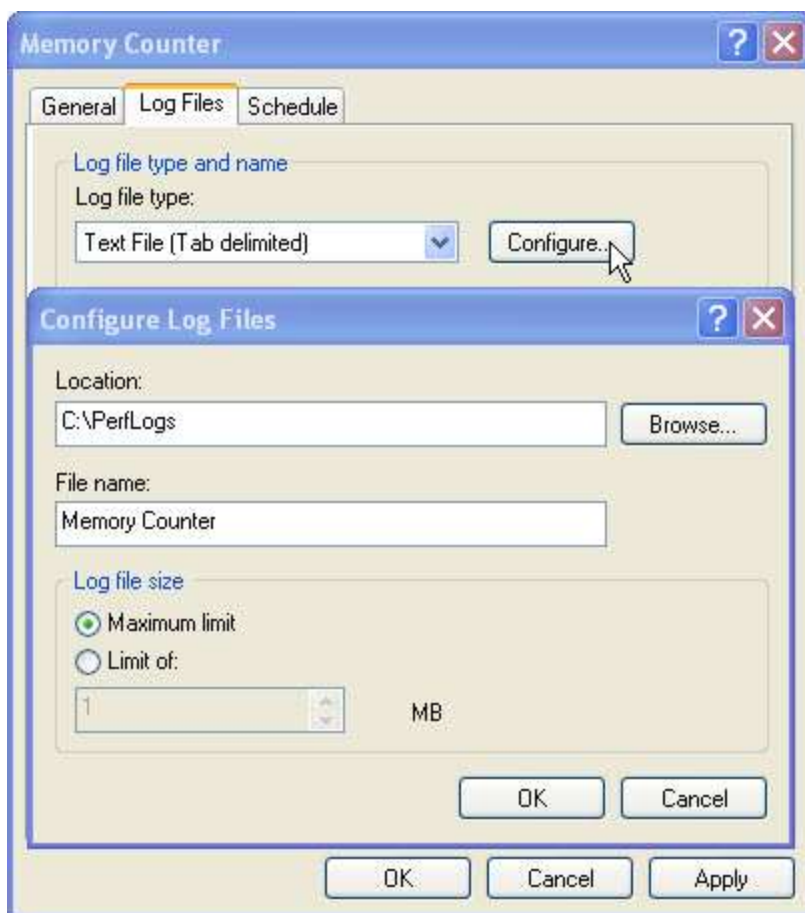 Memory Counter
General Log Files Schedule
Log file type and name
Log file type:
Text File (Tab delimited) Configure...
Configure Log Files
Location:
C:\PerfLogs Browse...
File name:
Memory Counter
Log file size
Maximum limit
Limit of:
1 MB
OK Cancel
OK Cancel Apply